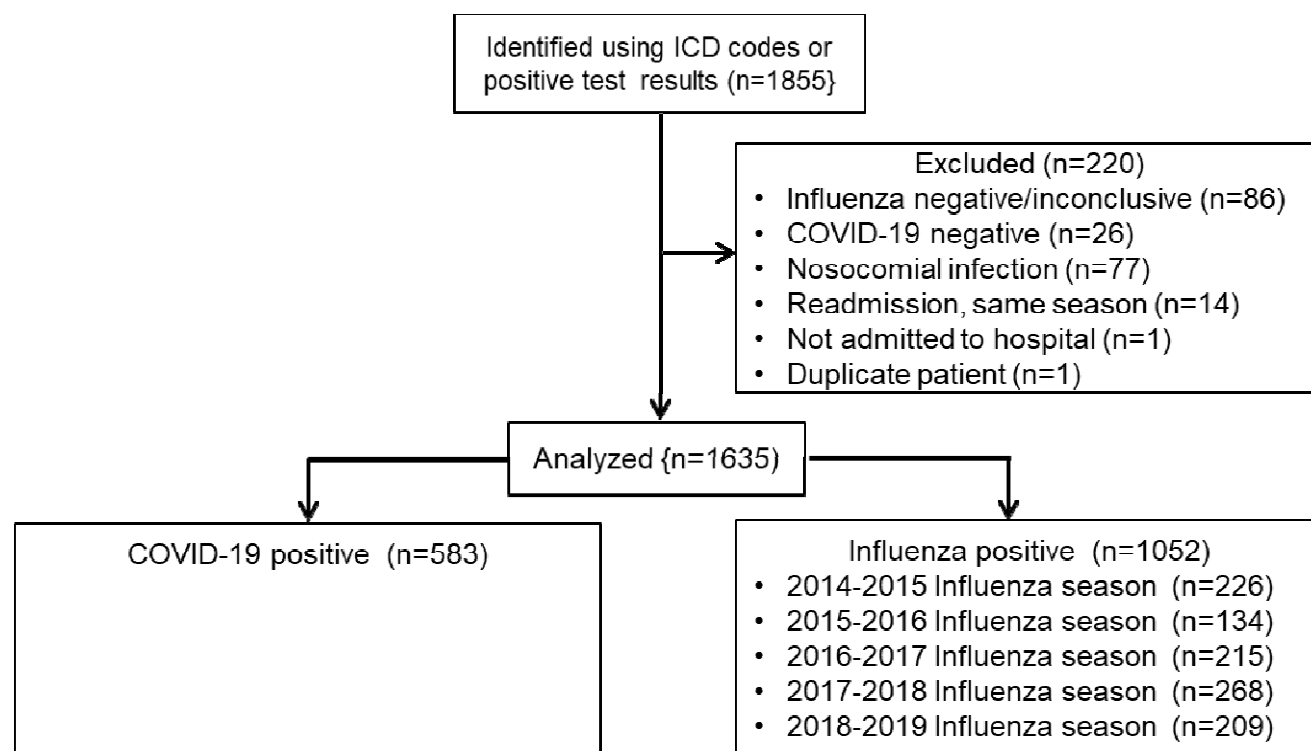 Identified using ICD codes or
positive test results (n=1855}
Excluded (n=220)
• Influenza negative/inconclusive (n=86)
• COVID-19 negative (n=26)
• Nosocomial infection (n=77)
• Readmission, same season (n=14)
• Not admitted to hospital (n=1)
• Duplicate patient (n=1)
Analyzed {n=1635)
COVID-19 positive (n=583)
Influenza positive (n=1052)
• 2014-2015 Influenza season (n=226)
• 2015-2016 Influenza season (n=134)
• 2016-2017 Influenza season (n=215)
• 2017-2018 Influenza season (n=268)
• 2018-2019 Influenza season (n=209)